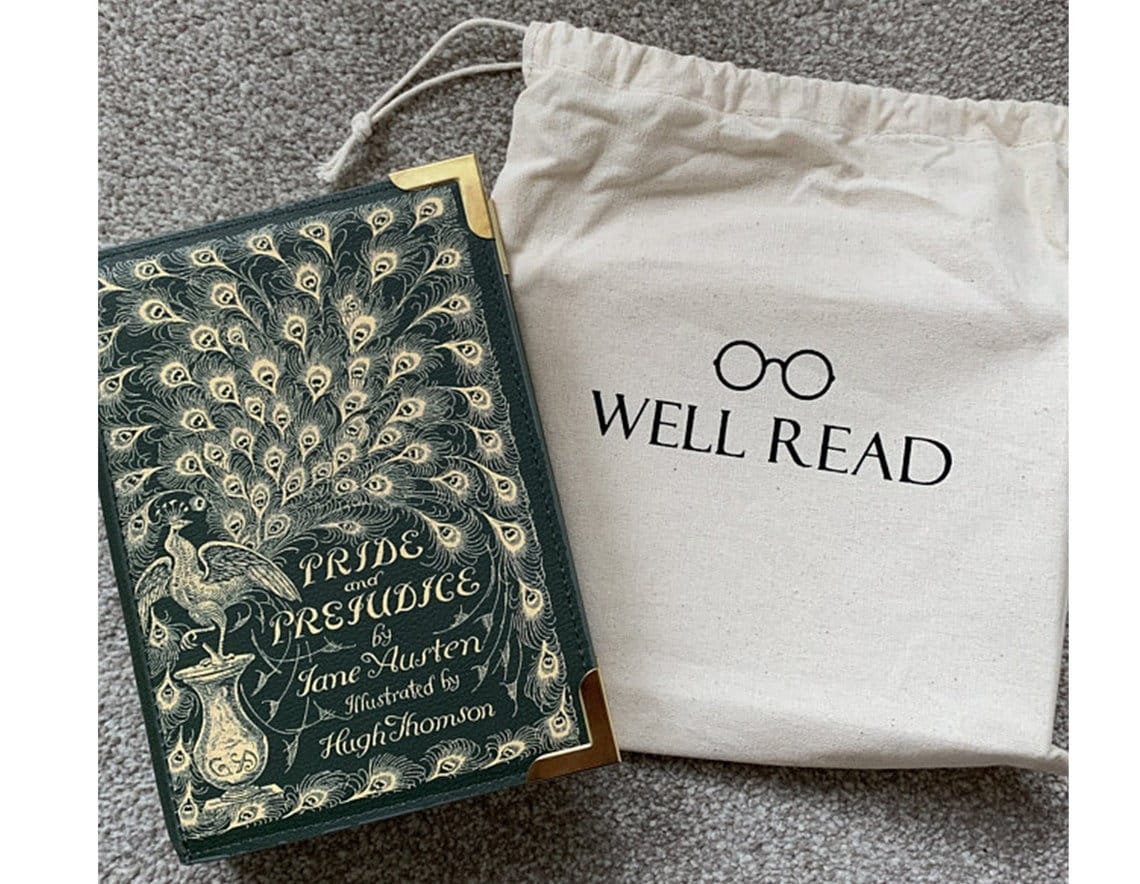 PRIDE
and
PREJUDICE
by
Jane Austen
Illustrated by
Hugh Thomson
WELL READ